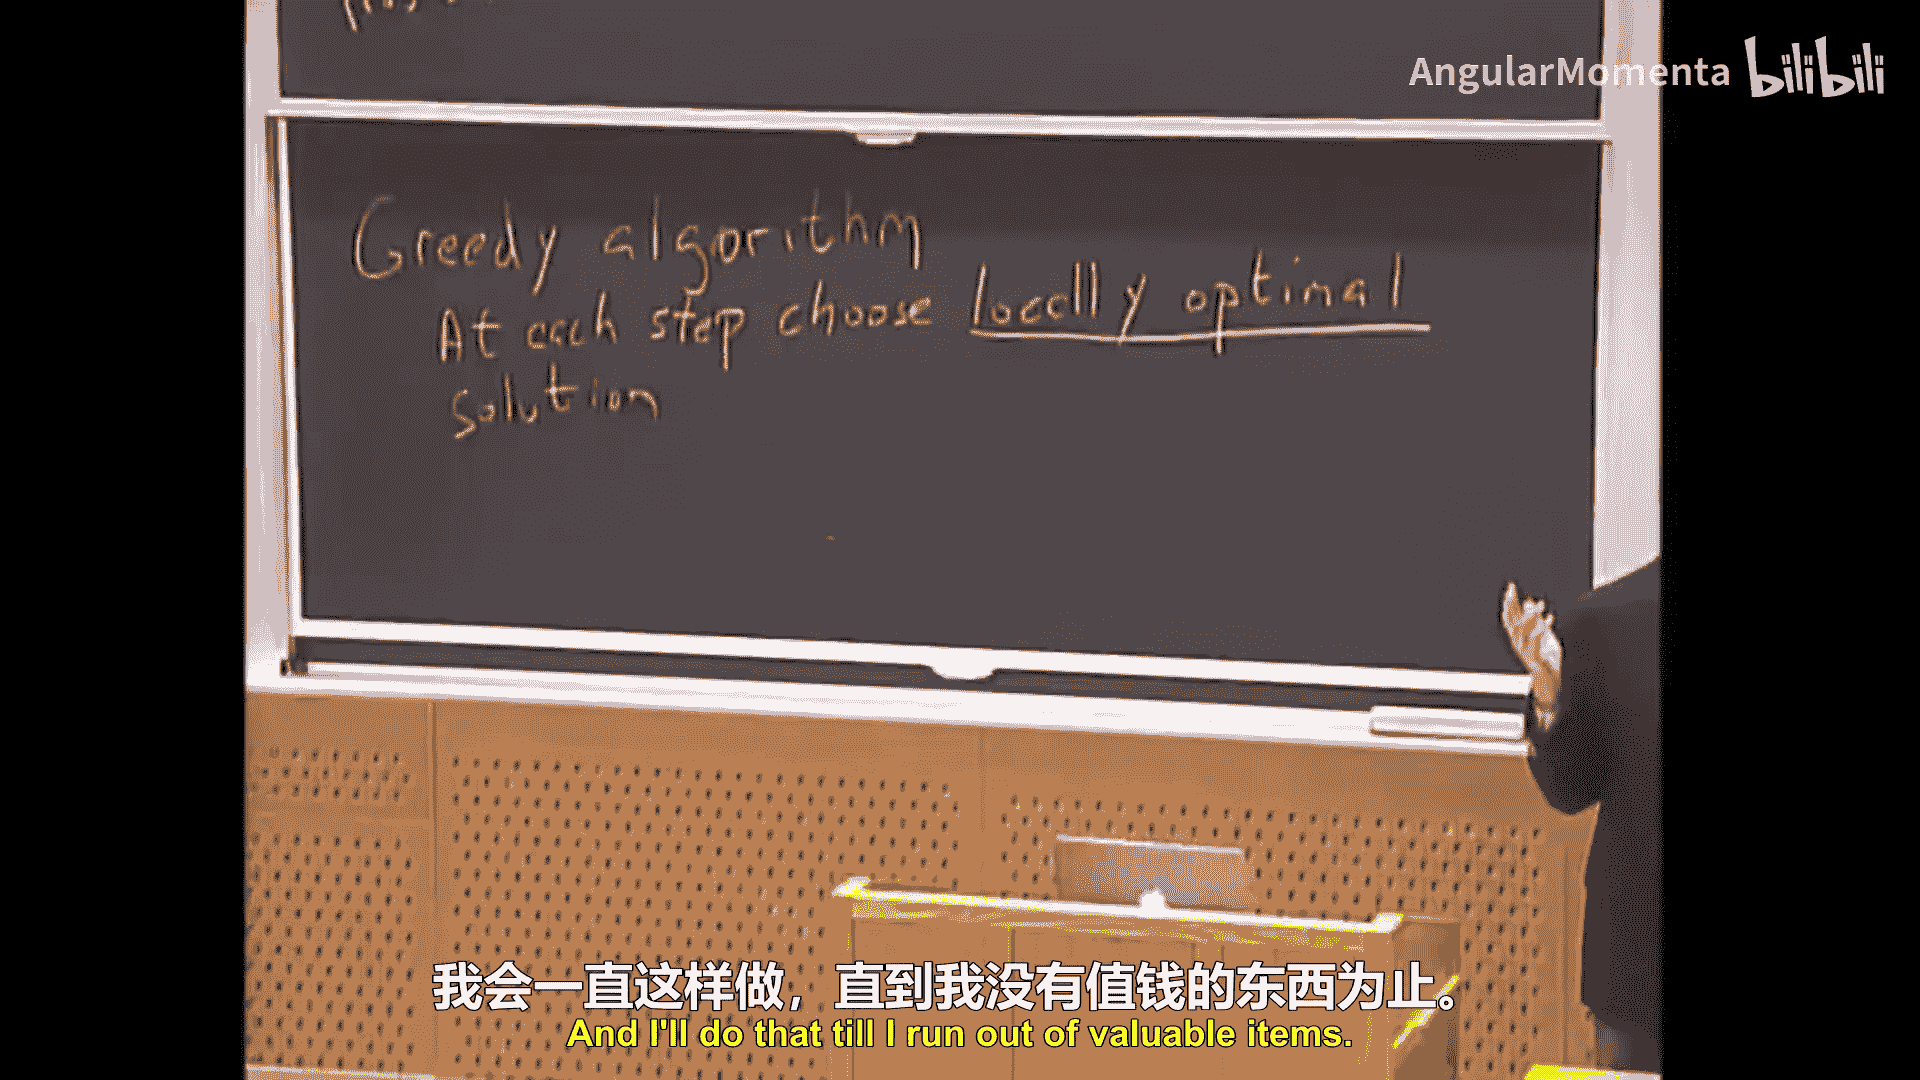 AngularMomenta bilibili
Greedy algorithm
At each step choose locally optimal
solution
我会一直这样做，直到我没有值钱的东西为止。
And I'll do that till I run out of valuable items.